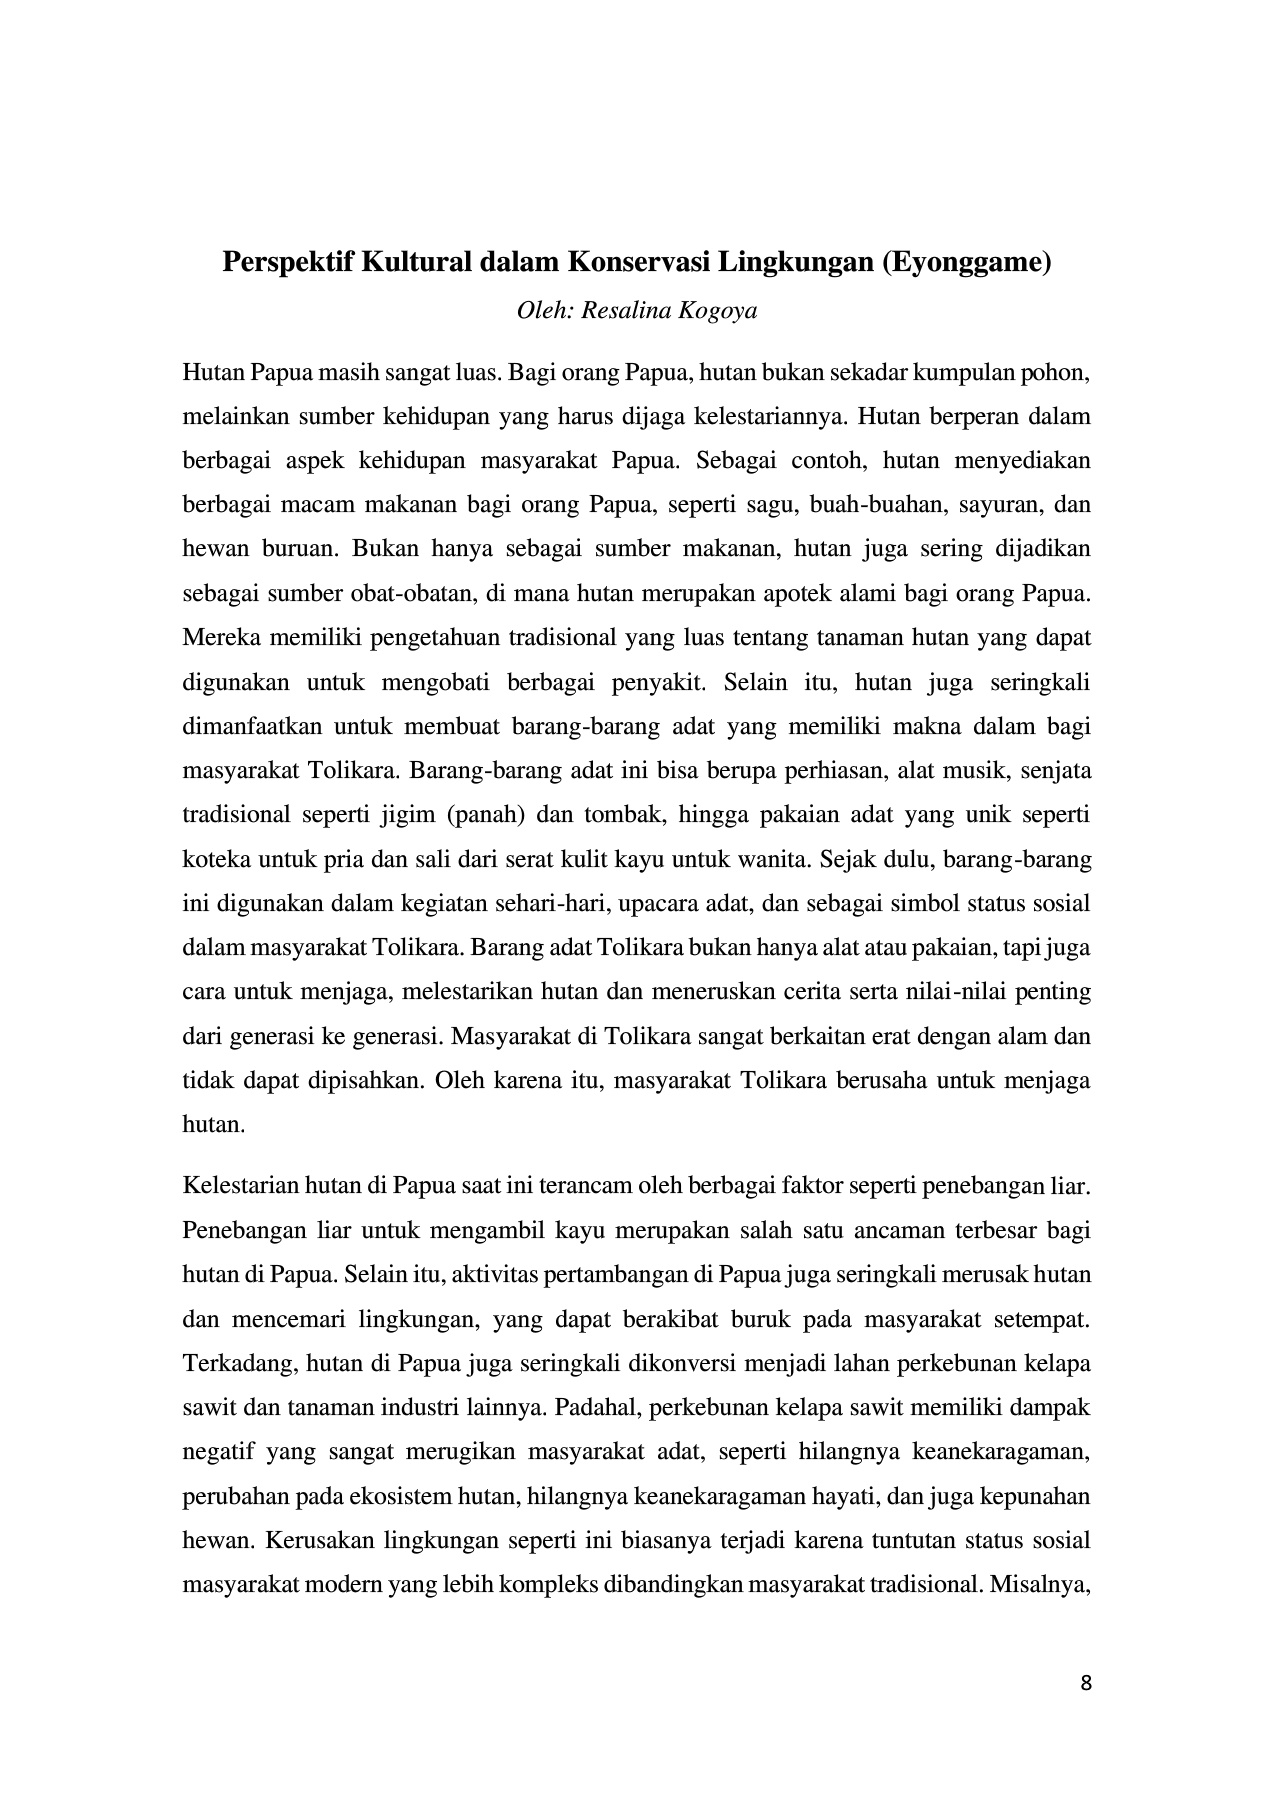 Perspektif Kultural dalam Konservasi Lingkungan (Eyonggame)
Oleh: Resalina Kogoya
Hutan Papua masih sangat luas. Bagi orang Papua, hutan bukan sekadar kumpulan pohon,
melainkan sumber kehidupan yang harus dijaga kelestariannya. Hutan berperan dalam
berbagai aspek kehidupan masyarakat Papua. Sebagai contoh, hutan menyediakan
berbagai macam makanan bagi orang Papua, seperti sagu, buah-buahan, sayuran, dan
hewan buruan. Bukan hanya sebagai sumber makanan, hutan juga sering dijadikan
sebagai sumber obat-obatan, di mana hutan merupakan apotek alami bagi orang Papua.
Mereka memiliki pengetahuan tradisional yang luas tentang tanaman hutan yang dapat
digunakan untuk mengobati berbagai penyakit. Selain itu, hutan juga seringkali
dimanfaatkan untuk membuat barang-barang adat yang memiliki makna dalam bagi
masyarakat Tolikara. Barang-barang adat ini bisa berupa perhiasan, alat musik, senjata
tradisional seperti jigim (panah) dan tombak, hingga pakaian adat yang unik seperti
koteka untuk pria dan sali dari serat kulit kayu untuk wanita. Sejak dulu, barang-barang
ini digunakan dalam kegiatan sehari-hari, upacara adat, dan sebagai simbol status sosial
dalam masyarakat Tolikara. Barang adat Tolikara bukan hanya alat atau pakaian, tapi juga
cara untuk menjaga, melestarikan hutan dan meneruskan cerita serta nilai-nilai penting
dari generasi ke generasi. Masyarakat di Tolikara sangat berkaitan erat dengan alam dan
tidak dapat dipisahkan. Oleh karena itu, masyarakat Tolikara berusaha untuk menjaga
hutan.
Kelestarian hutan di Papua saat ini terancam oleh berbagai faktor seperti penebangan liar.
Penebangan liar untuk mengambil kayu merupakan salah satu ancaman terbesar bagi
hutan di Papua. Selain itu, aktivitas pertambangan di Papua juga seringkali merusak hutan
dan mencemari lingkungan, yang dapat berakibat buruk pada masyarakat setempat.
Terkadang, hutan di Papua juga seringkali dikonversi menjadi lahan perkebunan kelapa
sawit dan tanaman industri lainnya. Padahal, perkebunan kelapa sawit memiliki dampak
negatif yang sangat merugikan masyarakat adat, seperti hilangnya keanekaragaman,
perubahan pada ekosistem hutan, hilangnya keanekaragaman hayati, dan juga kepunahan
hewan. Kerusakan lingkungan seperti ini biasanya terjadi karena tuntutan status sosial
masyarakat modern yang lebih kompleks dibandingkan masyarakat tradisional. Misalnya,
8